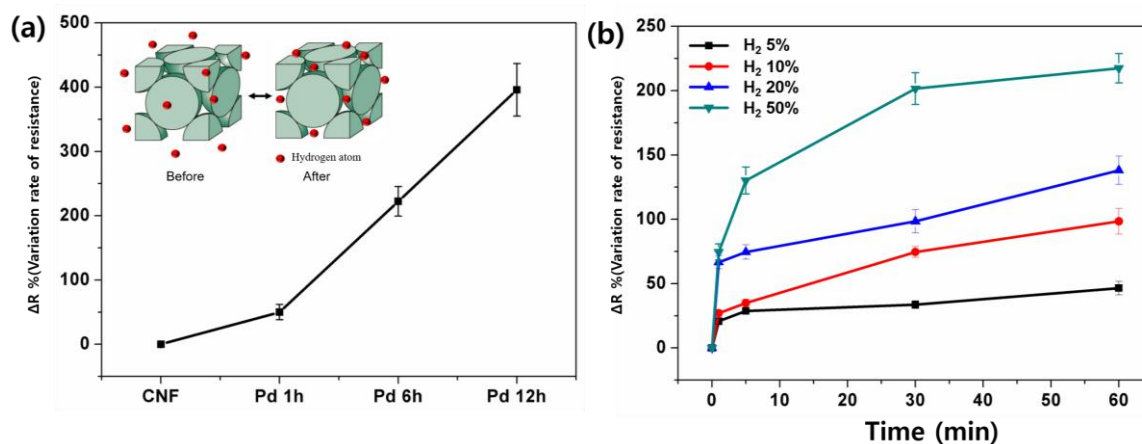 (a)
500
400
300
200
100
0
ΔR %(Variation rate of resistance)
Before
After
Hydrogen atom
CNF
Pd 1h
Pd 6h
Pd 12h
(b)
250
200
150
100
50
0
ΔR %(Variation rate of resistance)
H2 5%
H2 10%
H2 20%
H2 50%
0
10
20
30
40
50
60
Time (min)